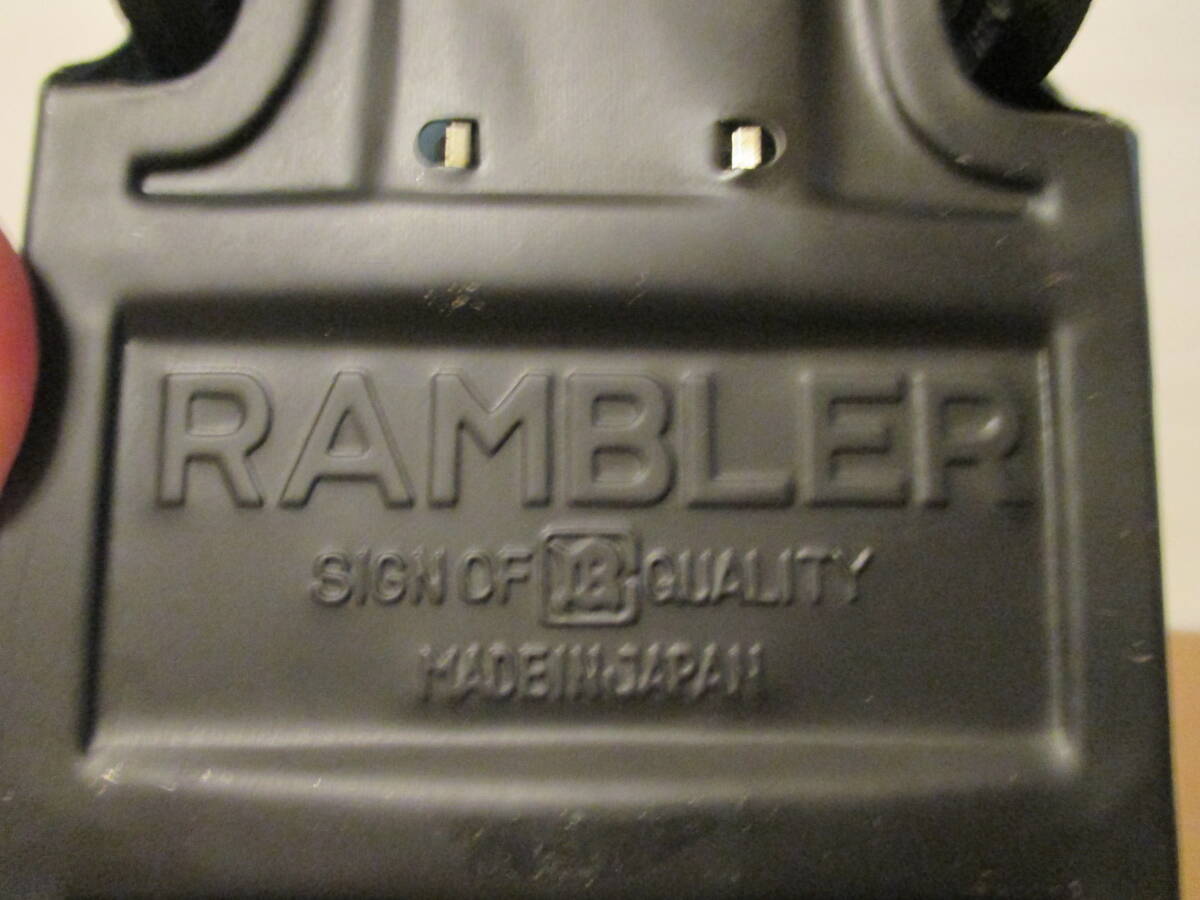 RAMBLER
SIGN OF QUALITY
MADE IN JAPAN